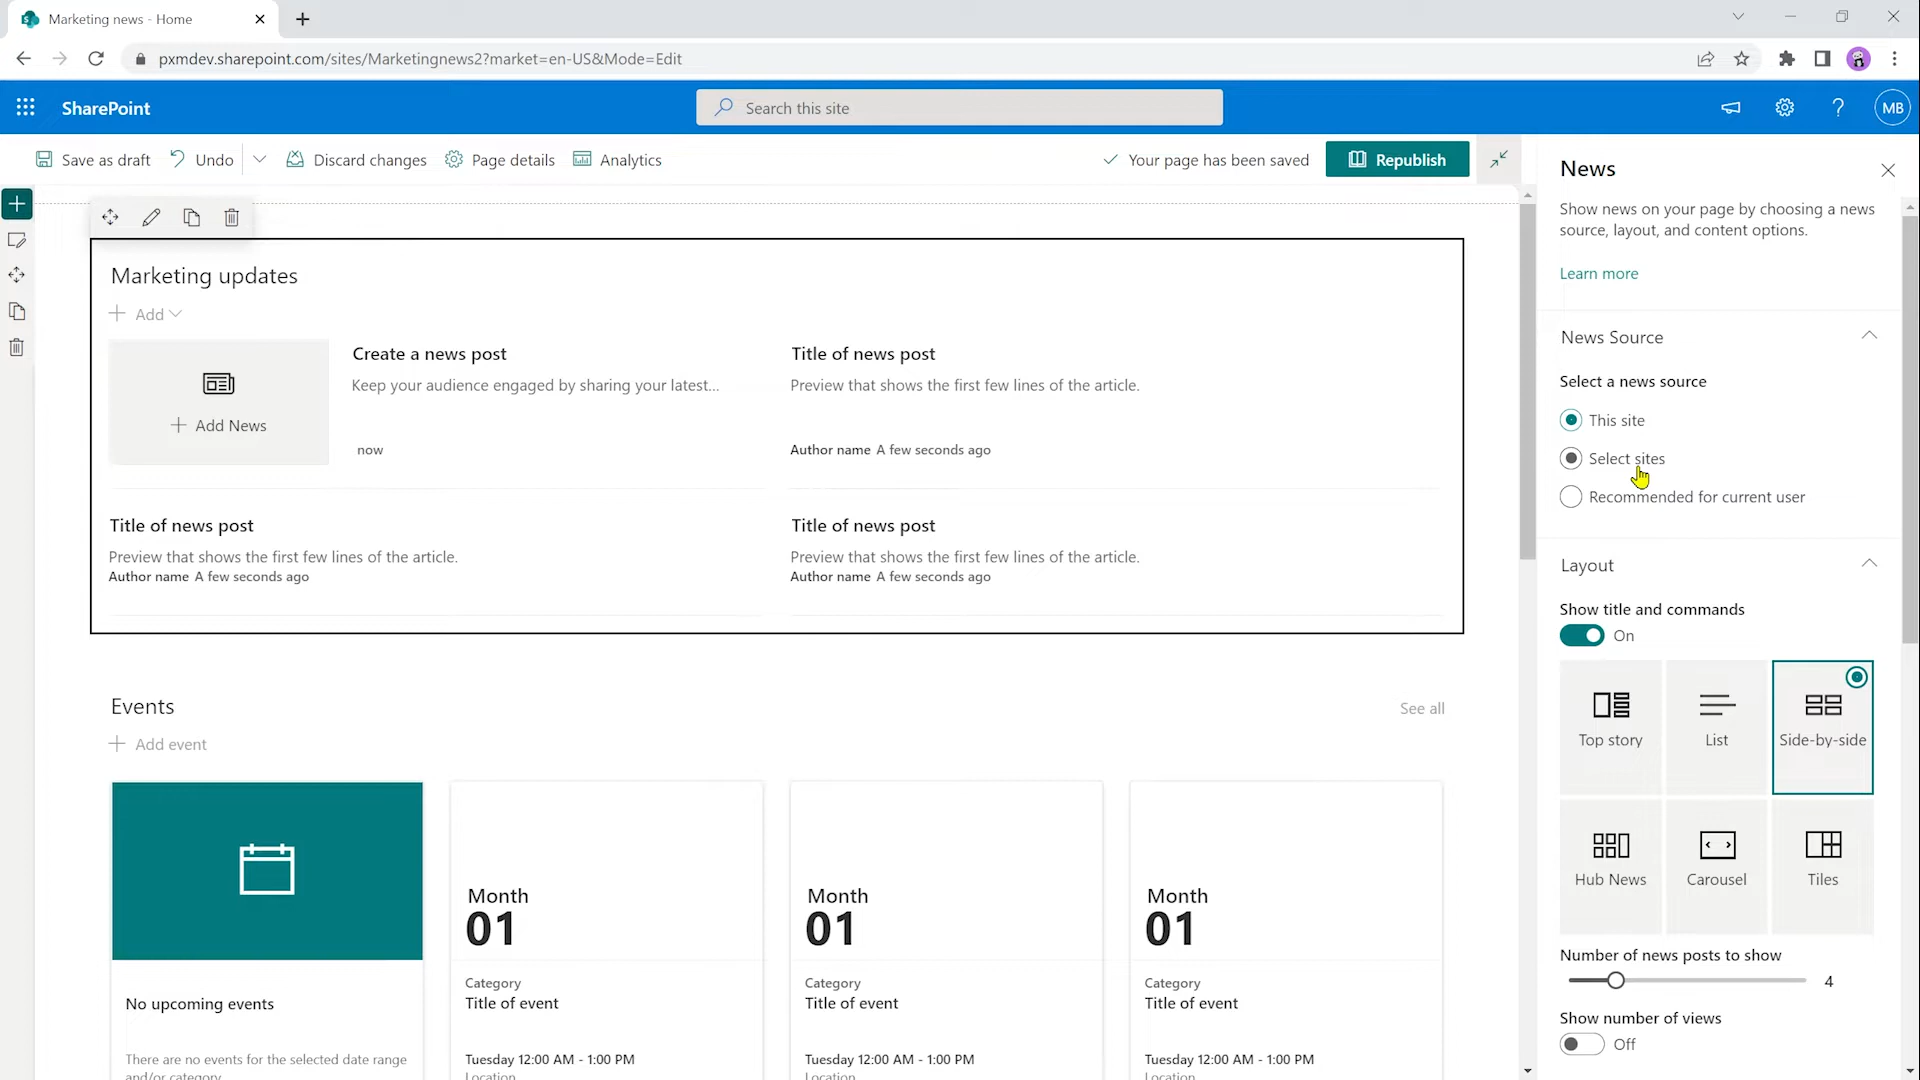 Marketing news - Home
pxmdev.sharepoint.com/sites/Marketingnews2?market=en-US&Mode=Edit
SharePoint
Search this site
MB
Save as draft
Undo
Discard changes
Page details
Analytics
Your page has been saved
Republish
Marketing updates
Add
Add News
Create a news post
Keep your audience engaged by sharing your latest...
now
Title of news post
Preview that shows the first few lines of the article.
Author name A few seconds ago
Title of news post
Preview that shows the first few lines of the article.
Author name A few seconds ago
Title of news post
Preview that shows the first few lines of the article.
Author name A few seconds ago
Events
See all
Add event
No upcoming events
There are no events for the selected date range
and/or category
Month
01
Category
Title of event
Tuesday 12:00 AM - 1:00 PM
Location
Month
01
Category
Title of event
Tuesday 12:00 AM - 1:00 PM
Location
Month
01
Category
Title of event
Tuesday 12:00 AM - 1:00 PM
Location
News
Show news on your page by choosing a news
source, layout, and content options.
Learn more
News Source
Select a news source
This site
Select sites
Recommended for current user
Layout
Show title and commands
On
Top story
List
Side-by-side
Hub News
Carousel
Tiles
Number of news posts to show
4
Show number of views
Off